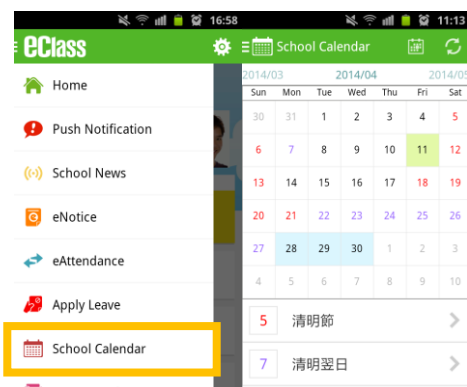 16:58
eClass
Home
Push Notification
School News
eNotice
eAttendance
Apply Leave
School Calendar
11:13
School Calendar
2014/03 2014/04 2014/05
Sun Mon Tue Wed Thu Fri Sat
30 31 1 2 3 4 5
6 7 8 9 10 11 12
13 14 15 16 17 18 19
20 21 22 23 24 25 26
27 28 29 30 1 2 3
4 5 6 7 8 9 10
5 清明節
7 清明翌日